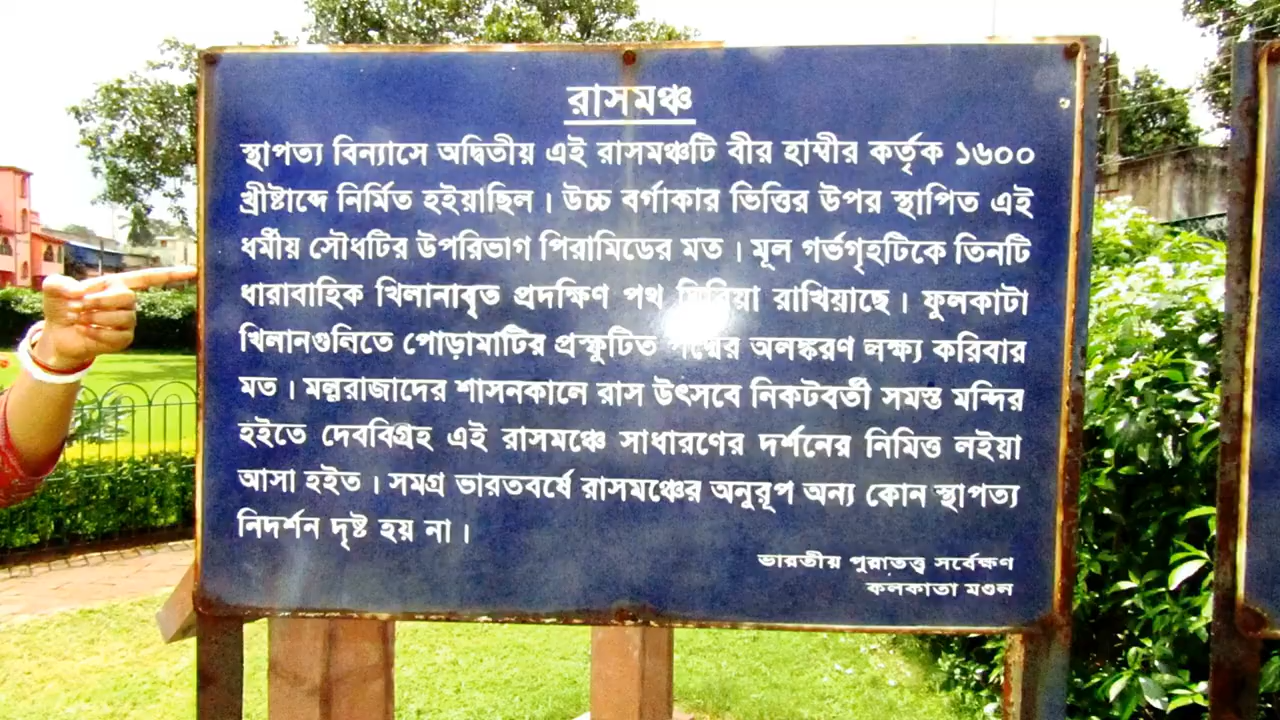 রাসমঞ্চ
স্থাপত্য বিন্যাসে অদ্বিতীয় এই রাসমঞ্চটি বীর হাম্বীর কর্তৃক ১৬০০
খ্রীষ্টাব্দে নির্মিত হইয়াছিল । উচ্চ বর্গাকার ভিত্তির উপর স্থাপিত এই
ধর্মীয় সৌধটির উপরিভাগ পিরামিডের মত । মূল গর্ভগৃহটিকে তিনটি
ধারাবাহিক খিলানাবৃত প্রদক্ষিণ পথ ঘিরিয়া রাখিয়াছে । ফুলকাটা
খিলানগুলিতে পোড়ামাটির প্রস্ফুটিত পদ্মের অলঙ্করণ লক্ষ্য করিবার
মত । মল্লরাজাদের শাসনকালে রাস উৎসবে নিকটবর্তী সমস্ত মন্দির
হইতে দেববিগ্রহ এই রাসমঞ্চে সাধারণের দর্শনের নিমিত্ত লইয়া
আসা হইত । সমগ্র ভারতবর্ষে রাসমঞ্চের অনুরূপ অন্য কোন স্থাপত্য
নিদর্শন দৃষ্ট হয় না ।
ভারতীয় পুরাতত্ত্ব সর্বেক্ষণ
কলকাতা মণ্ডল